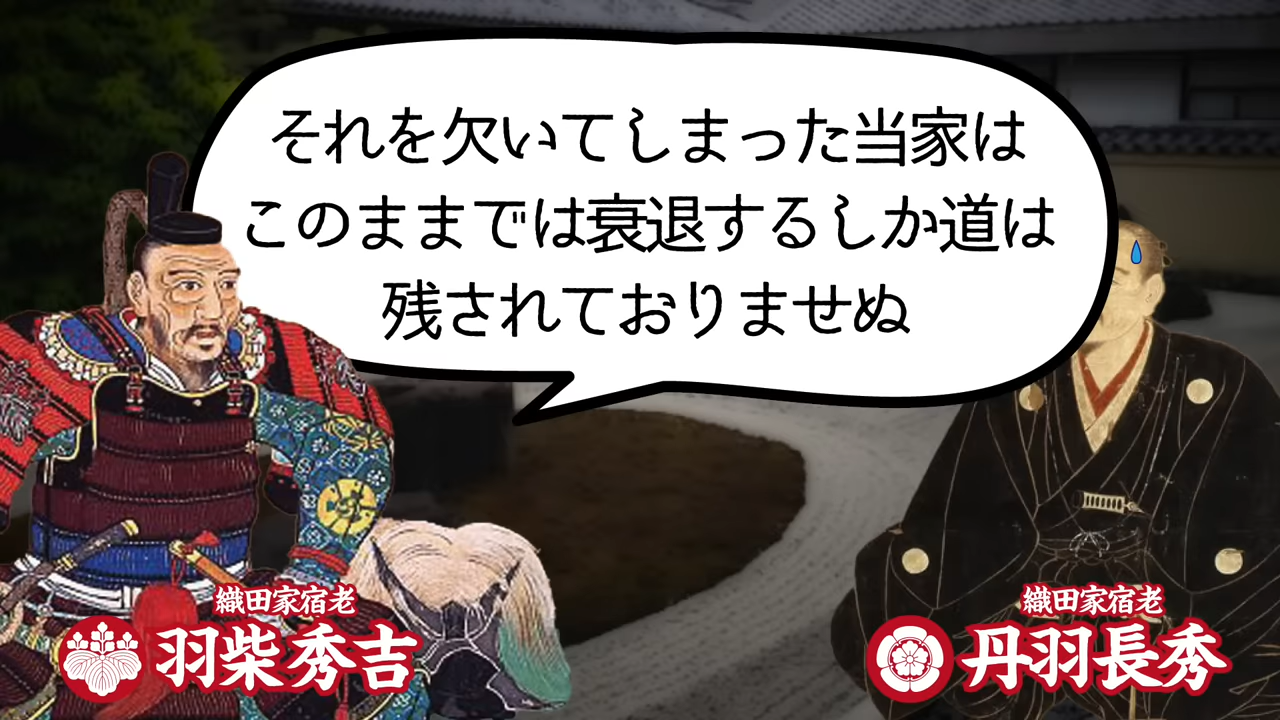 それを欠いてしまった当家は
このままでは衰退するしか道は
残されておりませぬ
織田家宿老
羽柴秀吉
織田家宿老
丹羽長秀